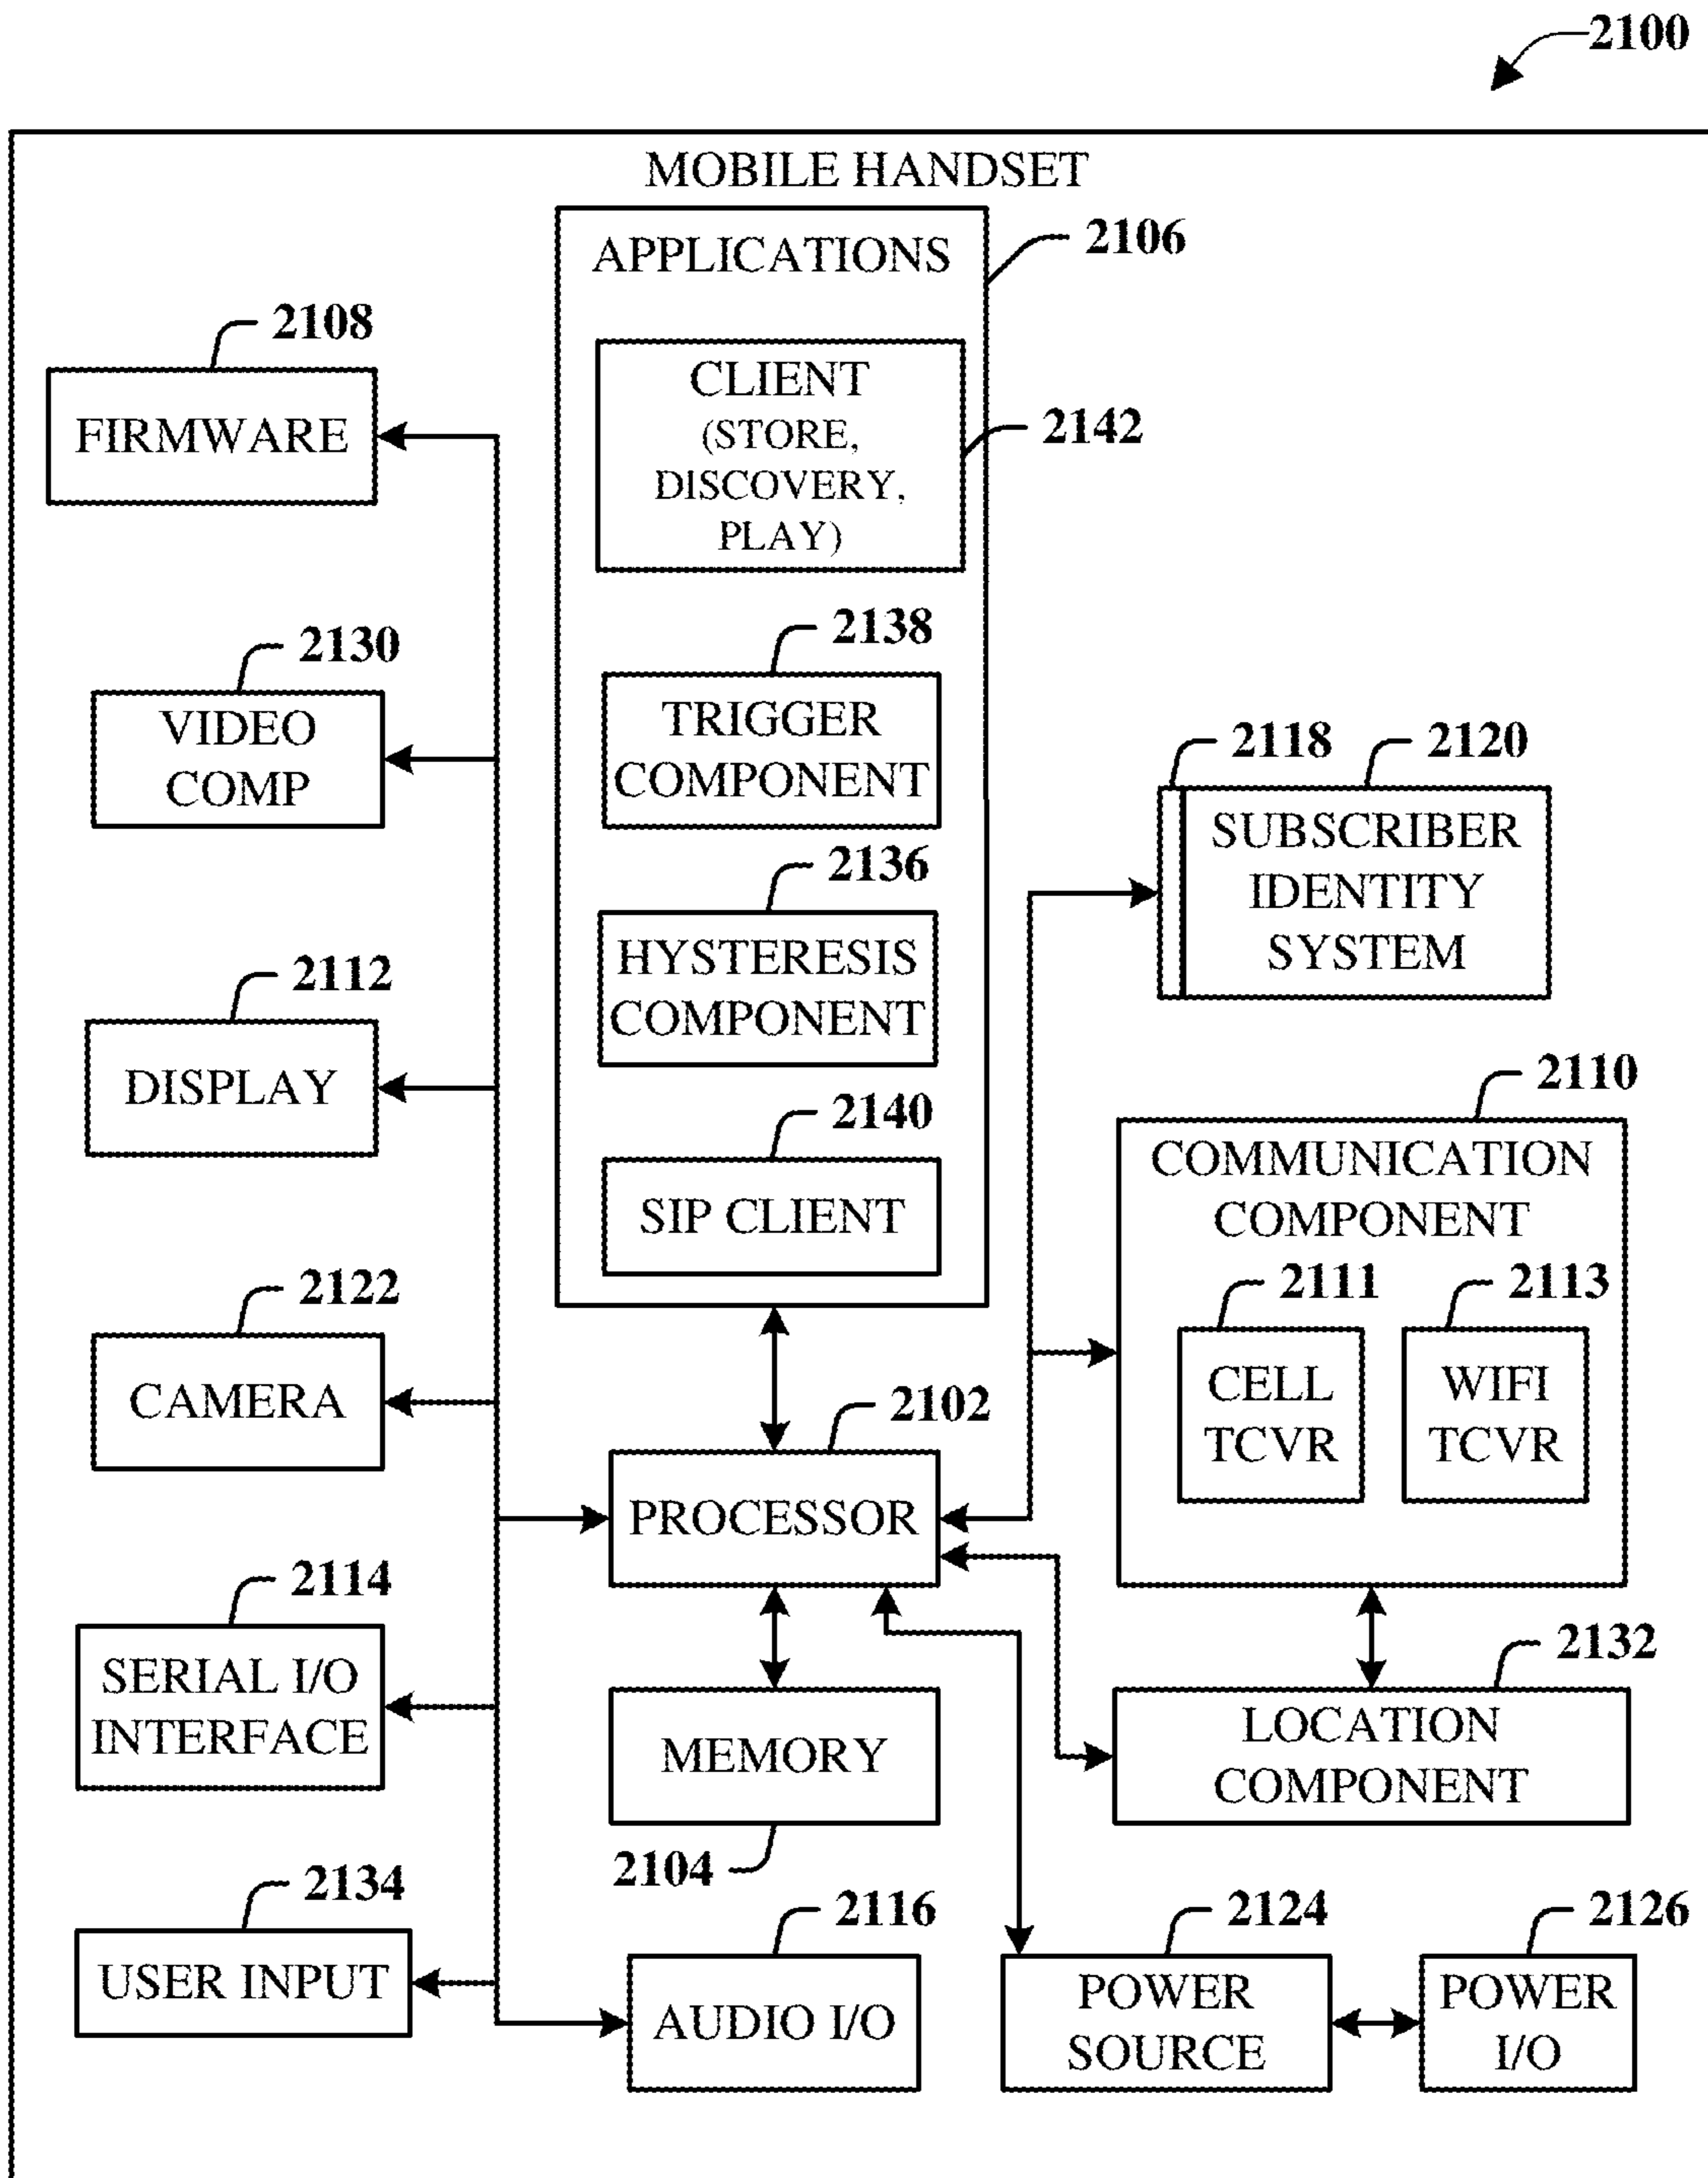 2100
MOBILE HANDSET
APPLICATIONS
2106
2108
FIRMWARE
CLIENT
(STORE,
DISCOVERY,
PLAY)
2142
2130
VIDEO
COMP
2138
TRIGGER
COMPONENT
2118
2120
SUBSCRIBER
IDENTITY
SYSTEM
2136
HYSTERESIS
COMPONENT
2112
DISPLAY
2140
SIP CLIENT
2110
COMMUNICATION
COMPONENT
2111
CELL
TCVR
2113
WIFI
TCVR
2122
CAMERA
2102
PROCESSOR
2114
SERIAL I/O
INTERFACE
MEMORY
2104
2132
LOCATION
COMPONENT
2134
USER INPUT
2116
AUDIO I/O
2124
POWER
SOURCE
2126
POWER
I/O